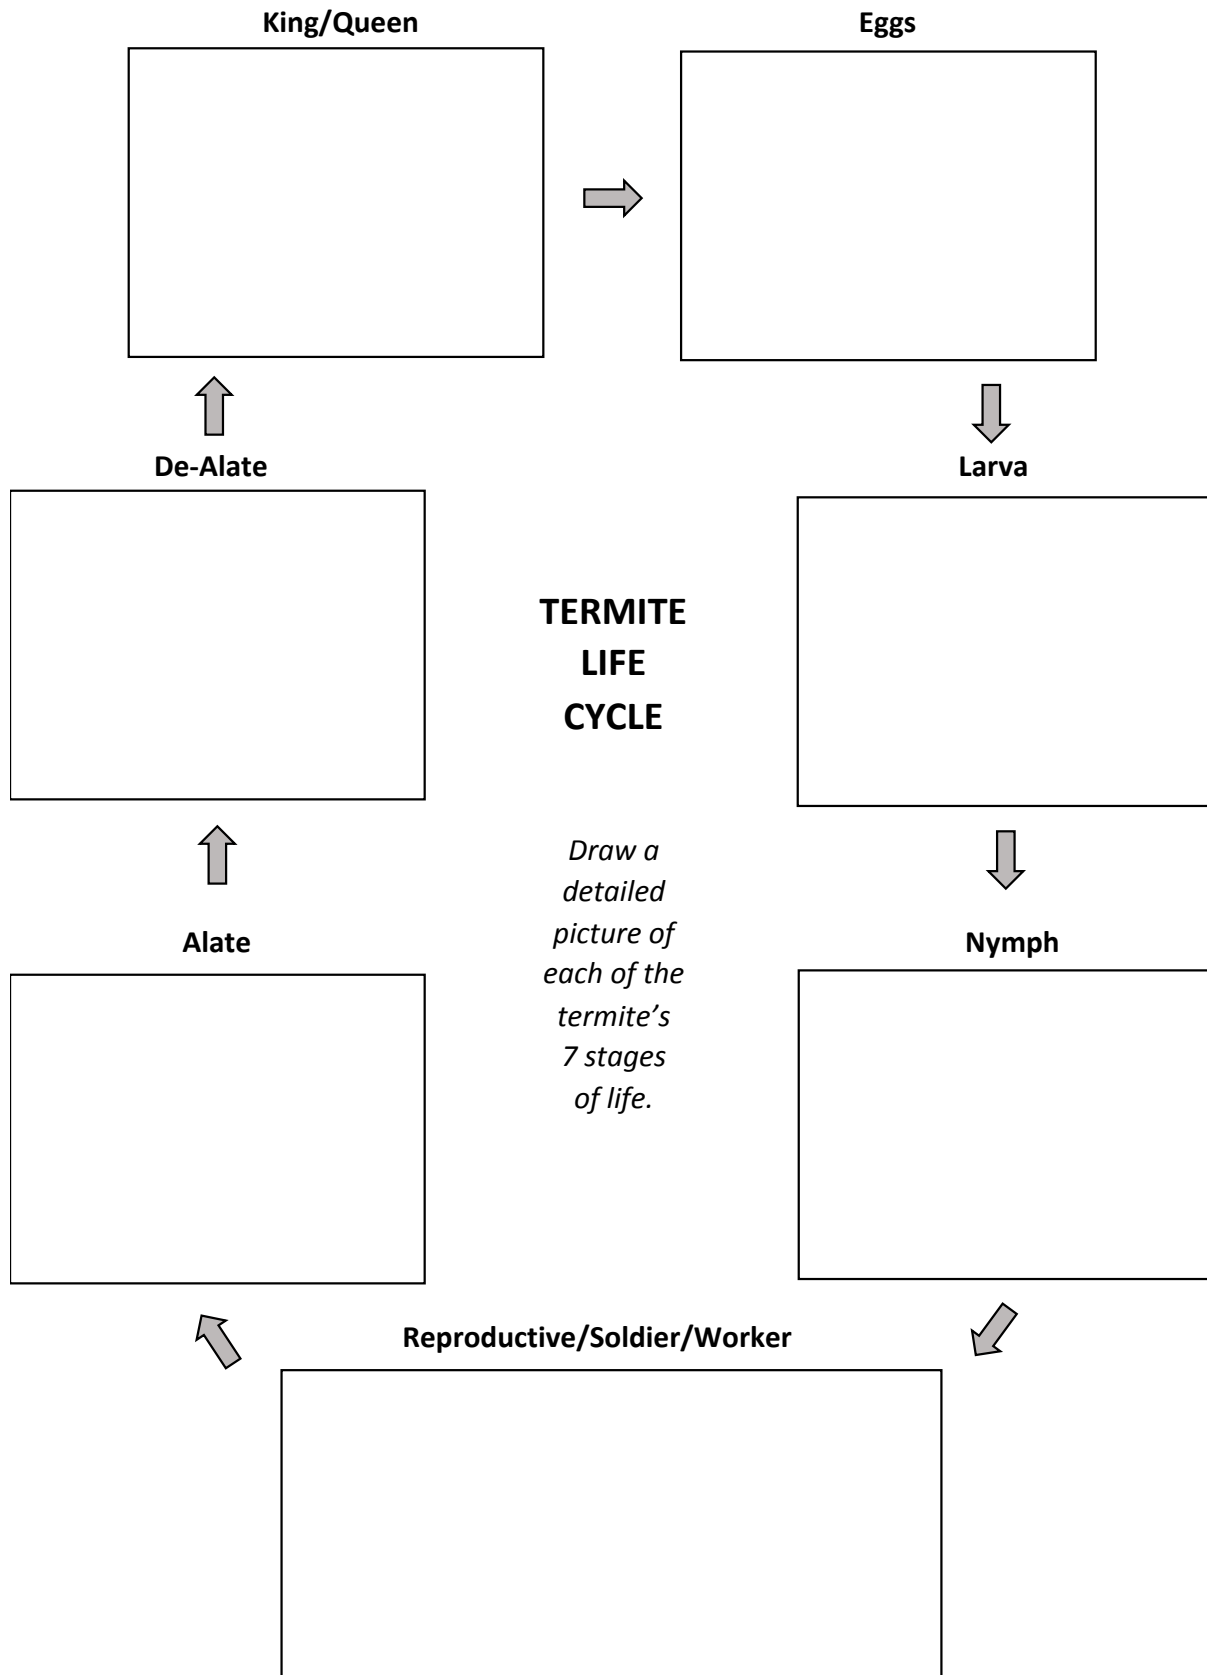 King/Queen
Eggs
De-Alate
Larva
TERMITE
LIFE
CYCLE
Draw a
detailed
picture of
each of the
termite’s
7 stages
of life.
Alate
Nymph
Reproductive/Soldier/Worker